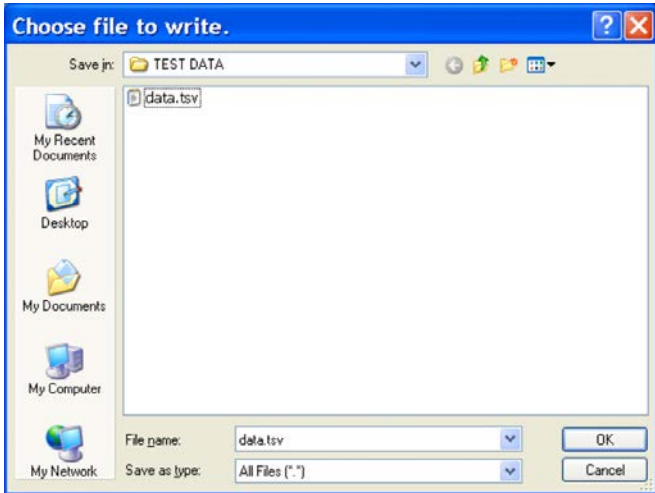 Choose file to write.
Save in: TEST DATA
data.tsv
My Recent
Documents
Desktop
My Documents
My Computer
My Network
File name: data.tsv OK
Save as type: All Files (*.*) Cancel